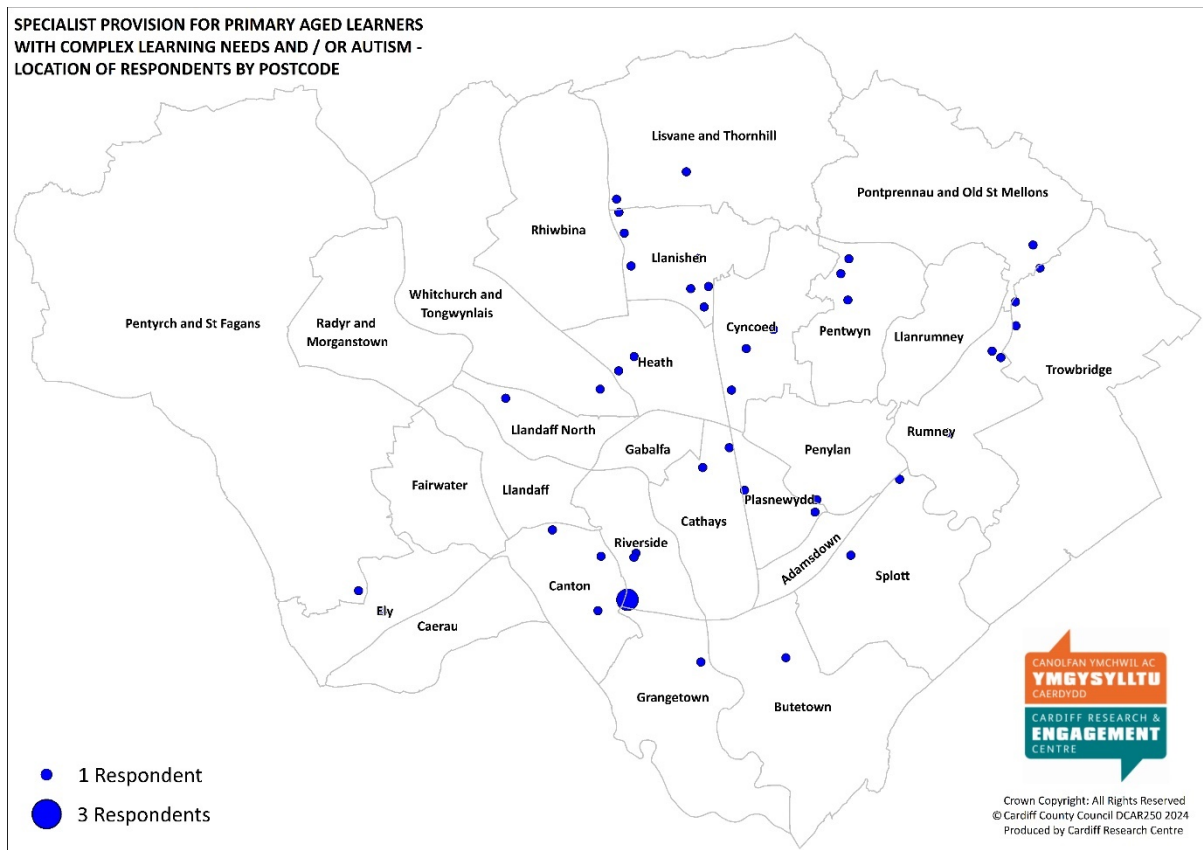 SPECIALIST PROVISION FOR PRIMARY AGED LEARNERS
WITH COMPLEX LEARNING NEEDS AND / OR AUTISM -
LOCATION OF RESPONDENTS BY POSTCODE
Lisvane and Thornhill
Pontprennau and Old St Mellons
Rhiwbina
Llanishen
Whitchurch and
Tongwynlais
Pentyrch and St Fagans
Radyr and
Morganstown
Cyncoed
Pentwyn
Llanrumney
Heath
Trowbridge
Llandaff North
Rumney
Gabalfa
Penylan
Fairwater
Llandaff
Plasnewydd
Cathays
Riverside
Adamsdown
Splott
Canton
Ely
Caerau
Grangetown
Butetown
CANOLFAN YMCHWIL AC
YMGYSYLLTU
CAERDYDD
CARDIFF RESEARCH &
ENGAGEMENT
CENTRE
1 Respondent
3 Respondents
Crown Copyright: All Rights Reserved
© Cardiff County Council DCAR250 2024
Produced by Cardiff Research Centre